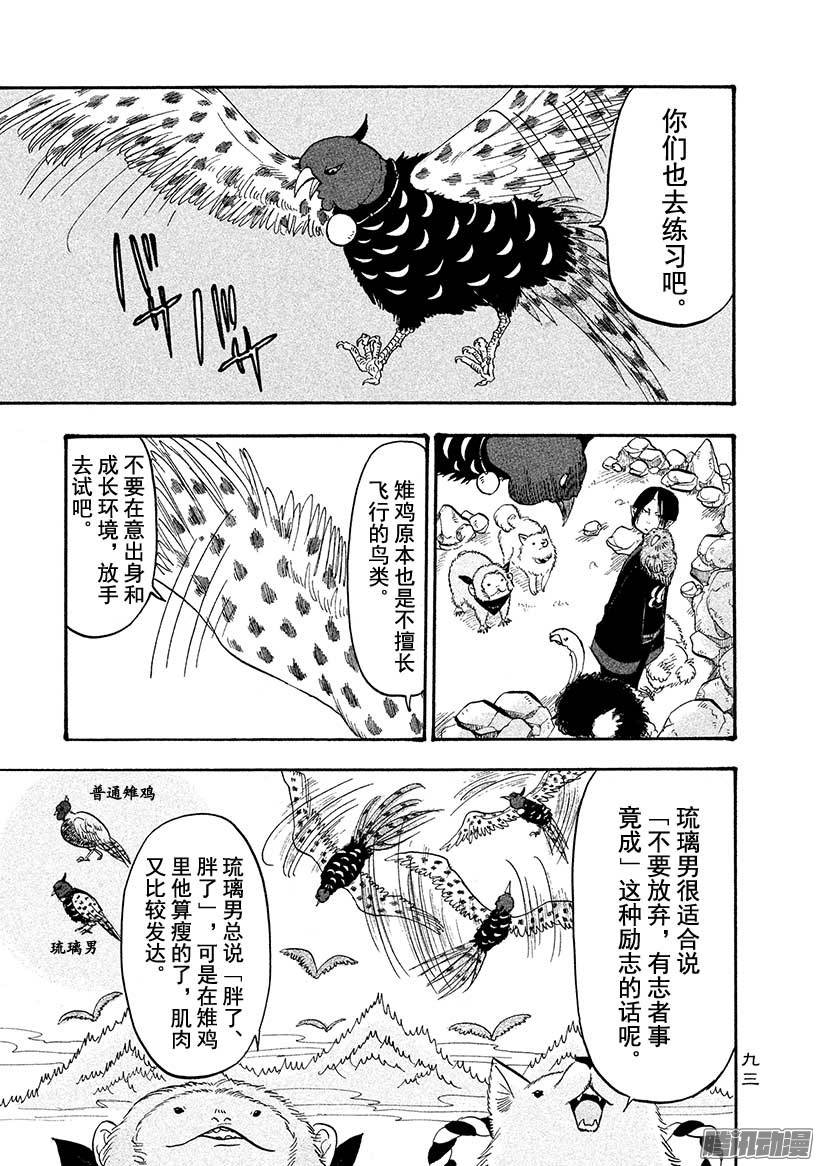 你们也去练习吧。
雉鸡原本也是不擅长
飞行的鸟类。
不要在意出身和
成长环境，放手
去试吧。
琉璃男很适合说
「不要放弃，有志者事
竟成」这种励志的话呢。
琉璃男总说「胖了、
胖了」，可是在雉鸡
里他算瘦的了，肌肉
又比较发达。
普通雉鸡
琉璃男
九三
腾讯动漫